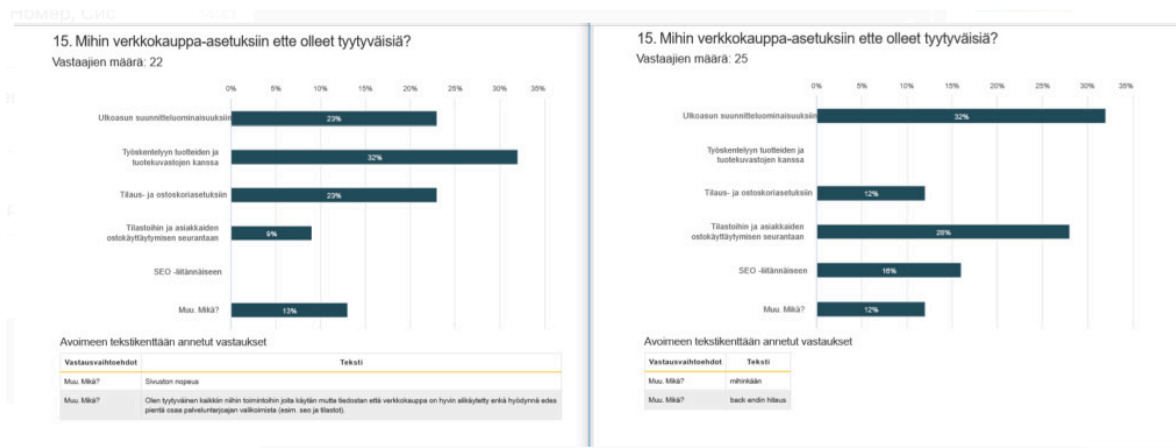 Номер, Сис 14:41
15. Mihin verkkokauppa-asetuksiin ette olleet tyytyväisiä?
Vastaajien määrä: 22
0% 5% 10% 15% 20% 25% 30% 35%
Ulkoasun suunnitteluominaisuuksiin 23%
Työskentelyyn tuotteiden ja
tuotekuvastojen kanssa 32%
Tilaus- ja ostoskoriasetuksiin 23%
Tilastoihin ja asiakkaiden
ostokäyttäytymisen seurantaan 9%
SEO -liitännäiseen
Muu. Mikä? 13%
Avoimeen tekstikenttään annetut vastaukset
Vastausvaihtoehdot Teksti
Muu. Mikä? Sivuston nopeus
Muu. Mikä? Olen tyytyväinen kaikkiin niihin toimintoihin joita käytän mutta tiedostan että verkkokauppa on hyvin alikäytetty enkä hyödynnä edes
pientä osaa palveluntarjoajan valikoimista (esim. seo ja tilastot).
15. Mihin verkkokauppa-asetuksiin ette olleet tyytyväisiä?
Vastaajien määrä: 25
0% 5% 10% 15% 20% 25% 30% 35%
Ulkoasun suunnitteluominaisuuksiin 32%
Työskentelyyn tuotteiden ja
tuotekuvastojen kanssa
Tilaus- ja ostoskoriasetuksiin 12%
Tilastoihin ja asiakkaiden
ostokäyttäytymisen seurantaan 28%
SEO -liitännäiseen 16%
Muu. Mikä? 12%
Avoimeen tekstikenttään annetut vastaukset
Vastausvaihtoehdot Teksti
Muu. Mikä? mihinkään
Muu. Mikä? back endin hitaus